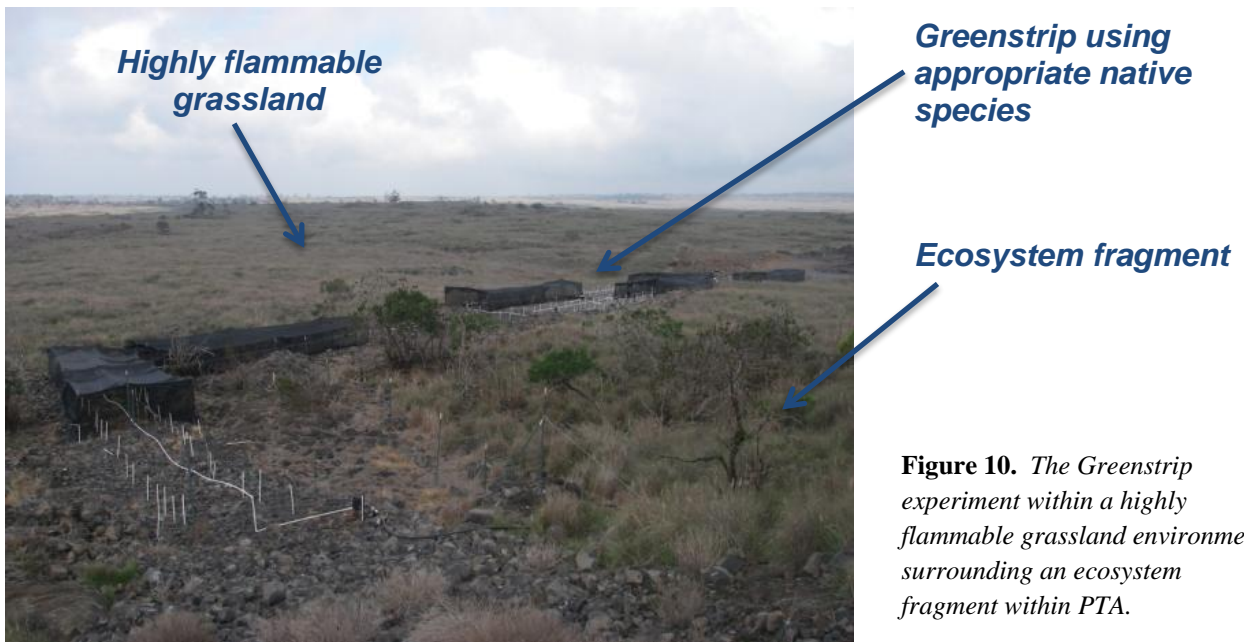 Highly flammable
grassland
Greenstrip using
appropriate native
species
Ecosystem fragment
Figure 10. The Greenstrip
experiment within a highly
flammable grassland environme
surrounding an ecosystem
fragment within PTA.